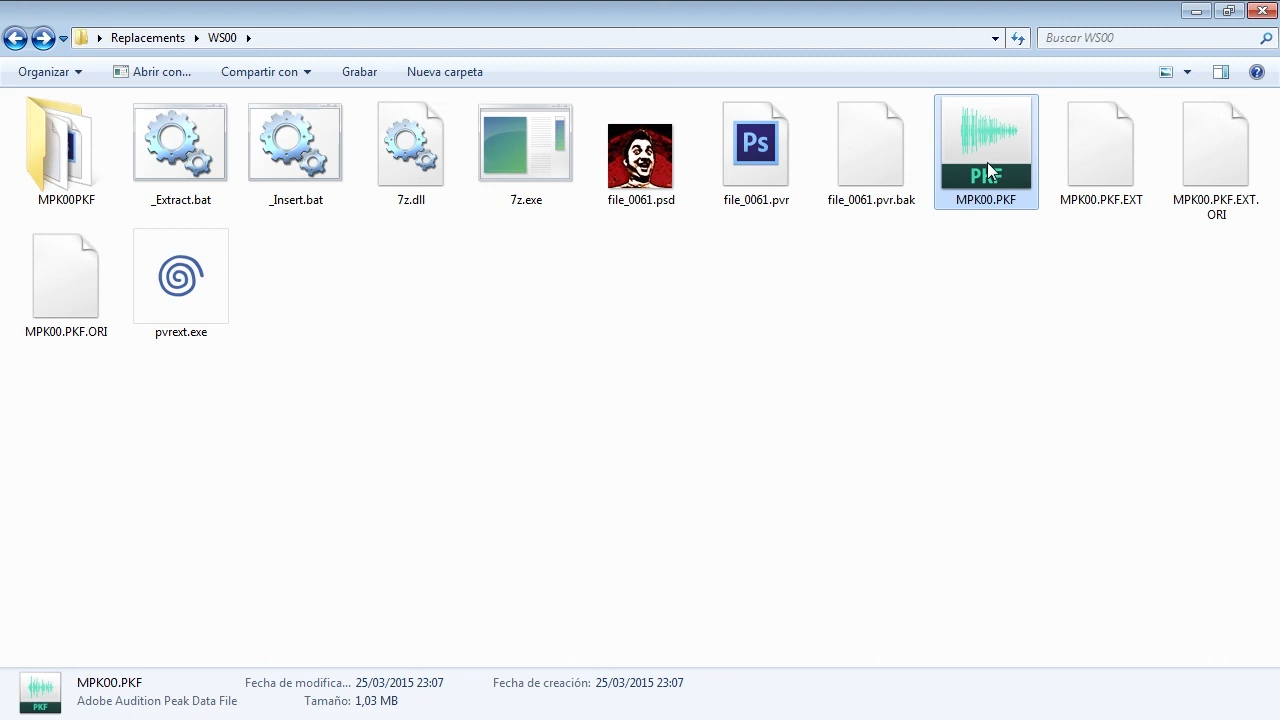 Replacements
WS00
Buscar WS00
Organizar
Abrir con...
Compartir con
Grabar
Nueva carpeta
Ps
PKF
MPK00PKF
_Extract.bat
_Insert.bat
7z.dll
7z.exe
file_0061.psd
file_0061.pvr
file_0061.pvr.bak
MPK00.PKF
MPK00.PKF.EXT
MPK00.PKF.EXT.
ORI
MPK00.PKF.ORI
pvrext.exe
MPK00.PKF
Fecha de modifica... 25/03/2015 23:07
Fecha de creación: 25/03/2015 23:07
PKF
Adobe Audition Peak Data File
Tamaño: 1,03 MB